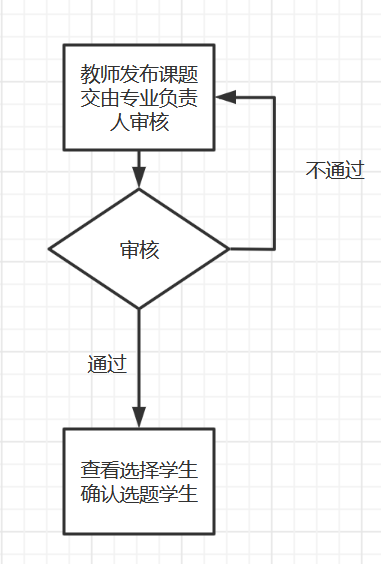 教师发布课题
交由专业负责
人审核
不通过
审核
通过
查看选择学生
确认选题学生